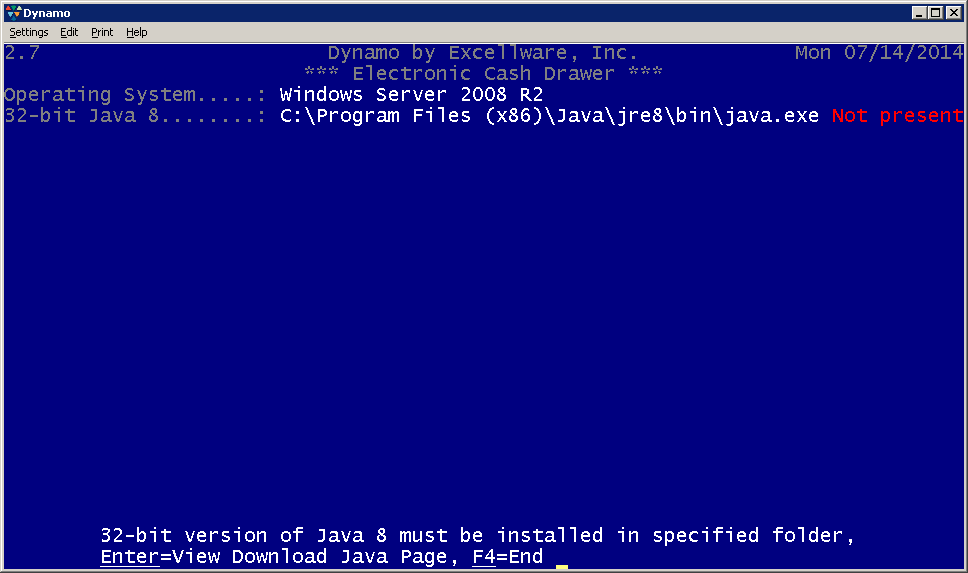 Dynamo
Settings Edit Print Help
2.7 Dynamo by Excellware, Inc. Mon 07/14/2014
*** Electronic Cash Drawer ***
Operating System.....: Windows Server 2008 R2
32-bit Java 8........: C:\Program Files (x86)\Java\jre8\bin\java.exe Not present
32-bit version of Java 8 must be installed in specified folder,
Enter=View Download Java Page, F4=End